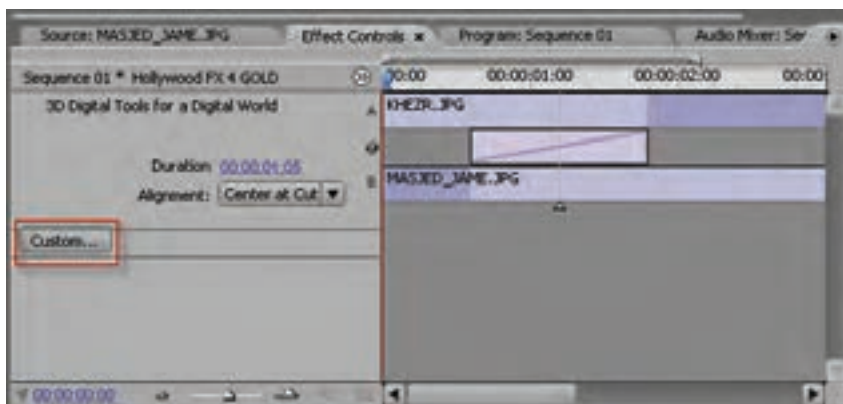 Source: MASJED_JAME.JPG
Effect Controls
Program: Sequence 01
Audio Mixer: Se
Sequence 01 * Hollywood FX 4 GOLD
00:00
00:00:01:00
00:00:02:00
00:00
3D Digital Tools for a Digital World
A
KHEZR.JPG
Duration 00:00:01:05
Alignment: Center at Cut
B
MASJED_JAME.JPG
Custom...
00:00:00:00